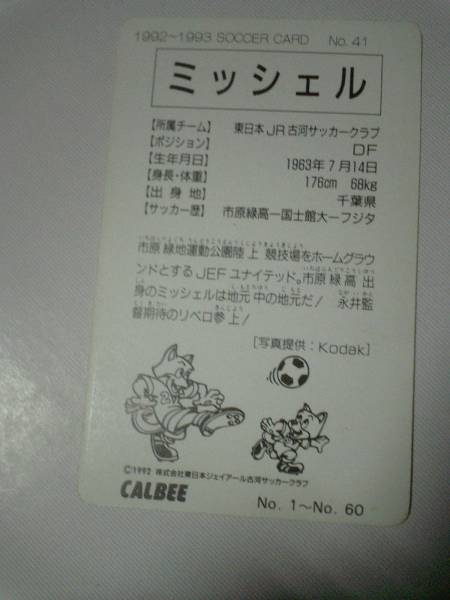 1992~1993 SOCCER CARD No. 41
ミッシェル
【所属チーム】 東日本JR古河サッカークラブ
【ポジション】 DF
【生年月日】 1963年7月14日
【身長・体重】 176cm 68kg
【出身地】 千葉県
【サッカー歴】 市原緑高ー国士館大ーフジタ
市原緑地運動公園陸上競技場をホームグラウ
ンドとするJEFユナイテッド。市原緑高出
身のミッシェルは地元中の地元だ! 永井監
督期待のリベロ参上!
[写真提供:Kodak]
©1992 株式会社東日本ジェイアール古河サッカークラブ
CALBEE
No. 1~No. 60